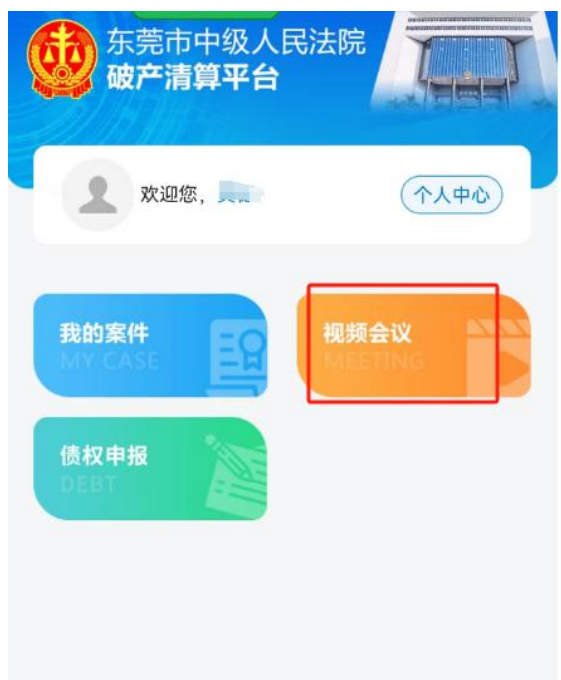 东莞市中级人民法院
破产清算平台
欢迎您，
个人中心
我的案件
MY CASE
视频会议
MEETING
债权申报
DEBT